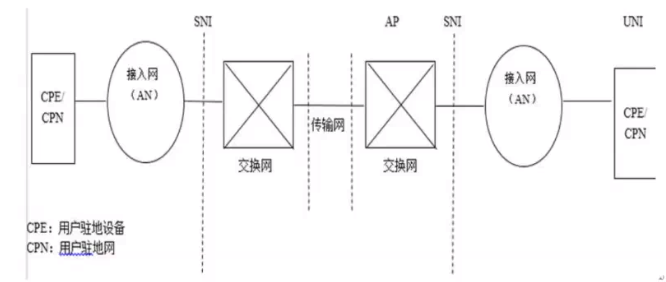 SNI AP SNI UNI
接入网
（AN）
接入网
（AN）
CPE/
CPN
传输网
CPE/
CPN
交换网 交换网
CPE：用户驻地设备
CPN：用户驻地网